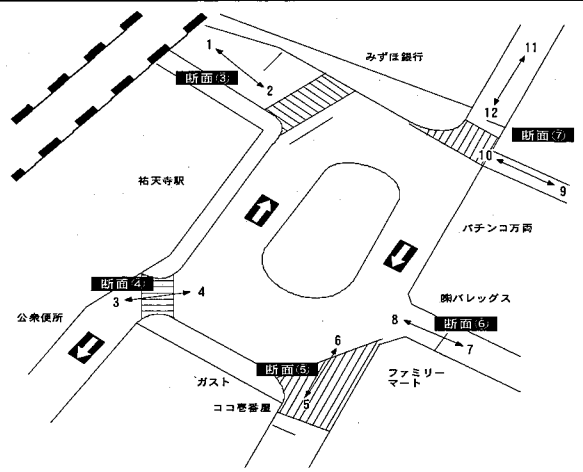 1
みずほ銀行
11
断面③
2
12
断面⑦
10
9
祐天寺駅
パチンコ万両
断面④
3
4
㈱バレッグス
公衆便所
8
断面⑥
6
7
断面⑤
ガスト
ファミリー
マート
5
ココ壱番屋